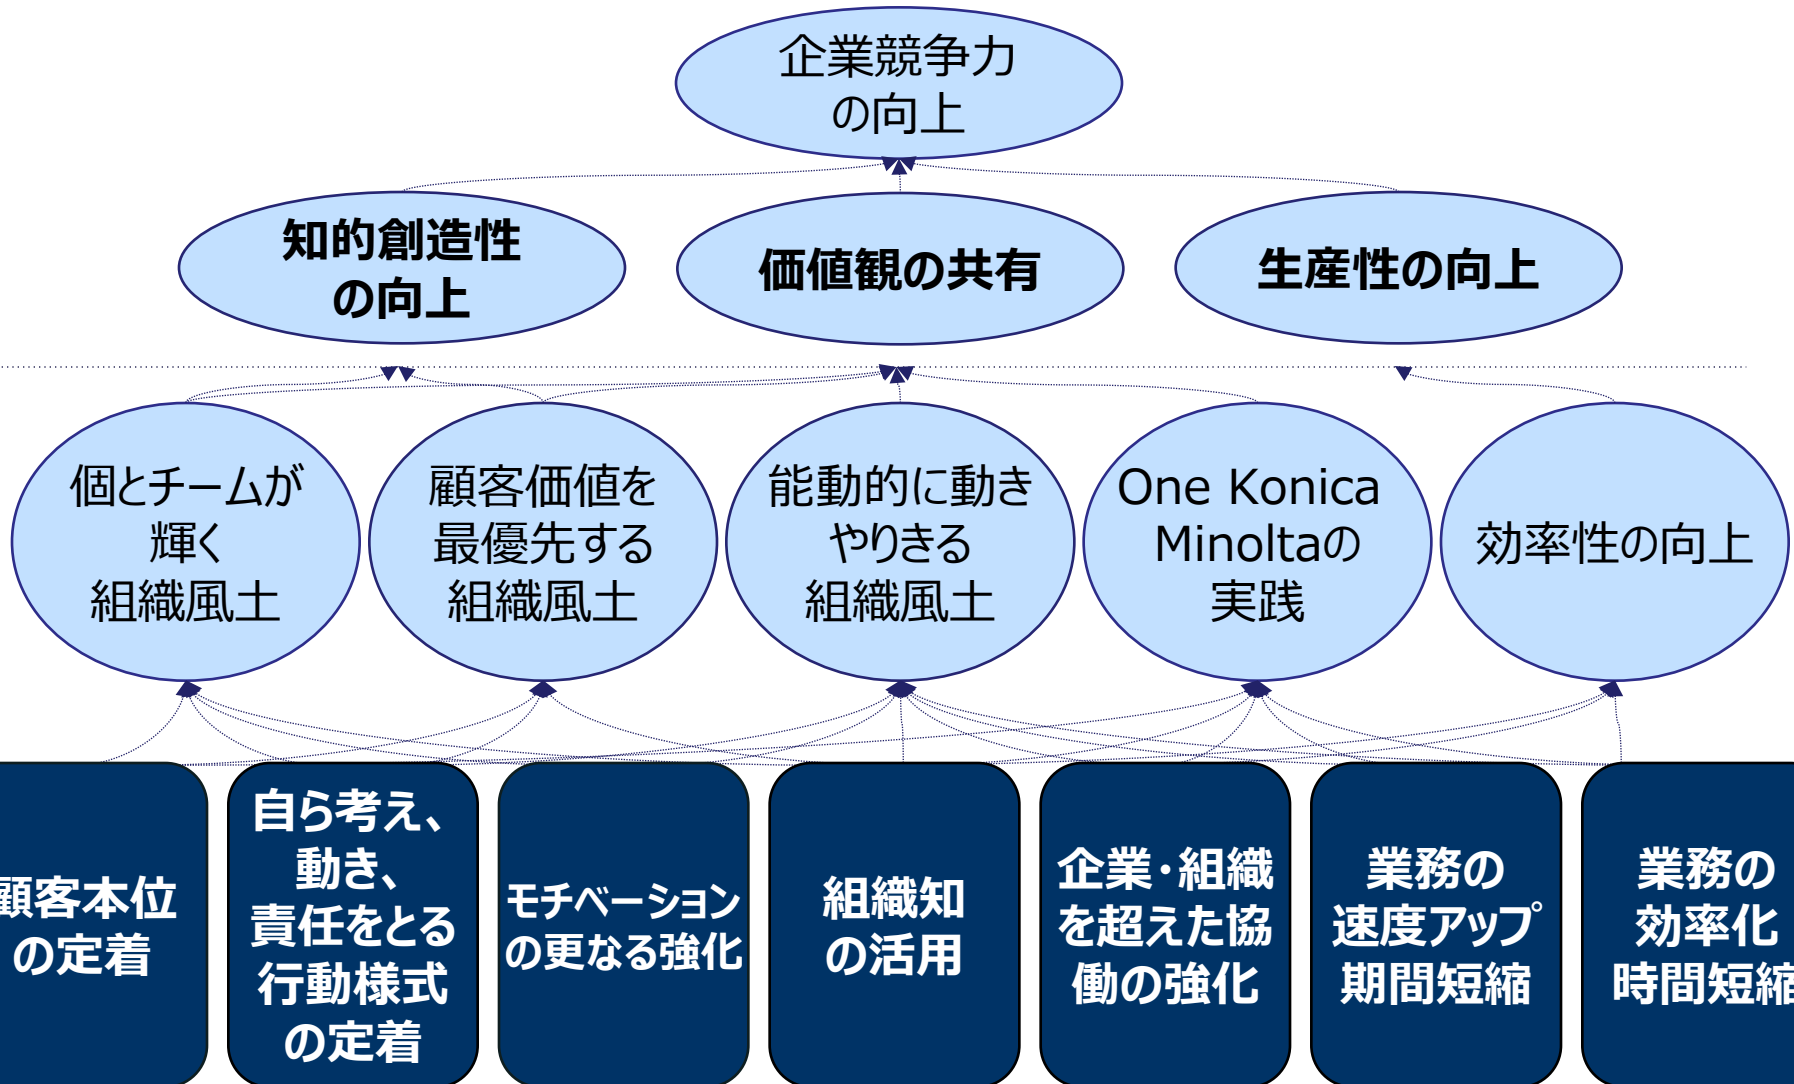 企業競争力
の向上
知的創造性
の向上
価値観の共有
生産性の向上
個とチームが
輝く
組織風土
顧客価値を
最優先する
組織風土
能動的に動き
やりきる
組織風土
One Konica
Minoltaの
実践
効率性の向上
顧客本位
の定着
自ら考え、
動き、
責任をとる
行動様式
の定着
モチベーション
の更なる強化
組織知
の活用
企業・組織
を超えた協
働の強化
業務の
速度アップ
期間短縮
業務の
効率化
時間短縮